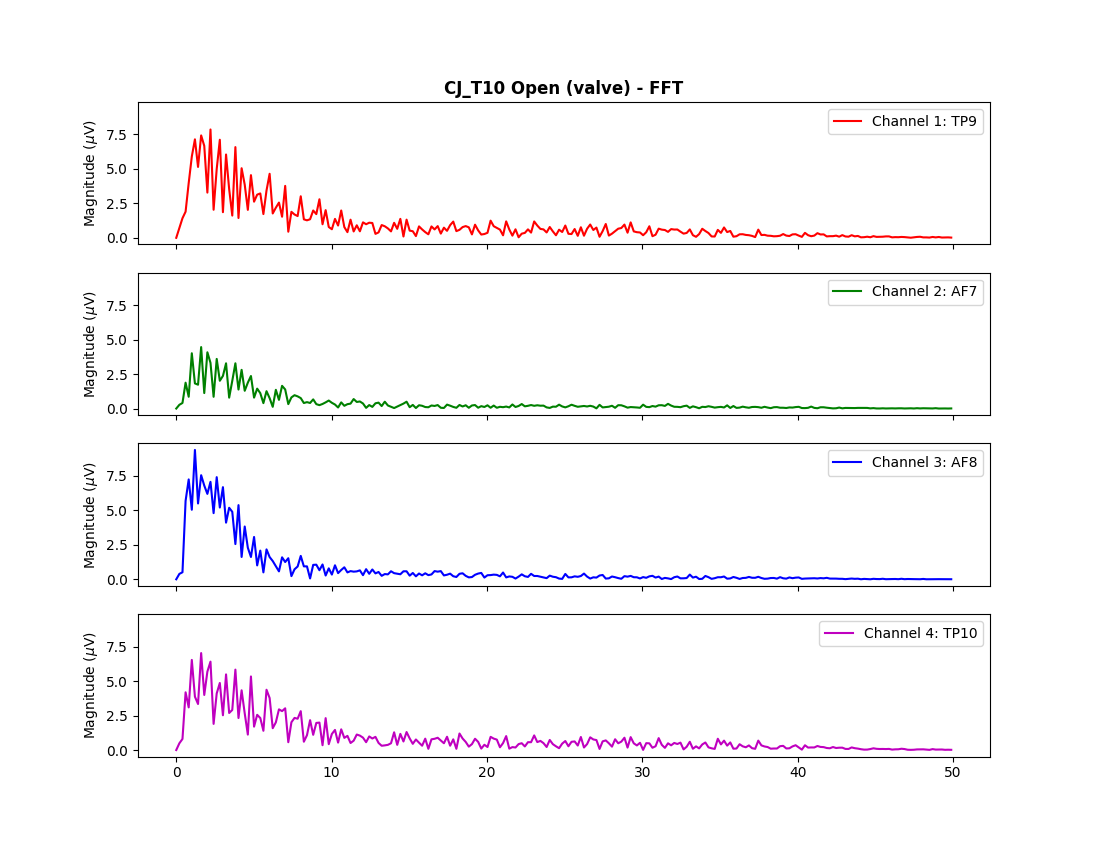 CJ_T10 Open (valve) - FFT
Magnitude (μV)
7.5
5.0
2.5
0.0
Channel 1: TP9
Magnitude (μV)
7.5
5.0
2.5
0.0
Channel 2: AF7
Magnitude (μV)
7.5
5.0
2.5
0.0
Channel 3: AF8
Magnitude (μV)
7.5
5.0
2.5
0.0
Channel 4: TP10
0 10 20 30 40 50